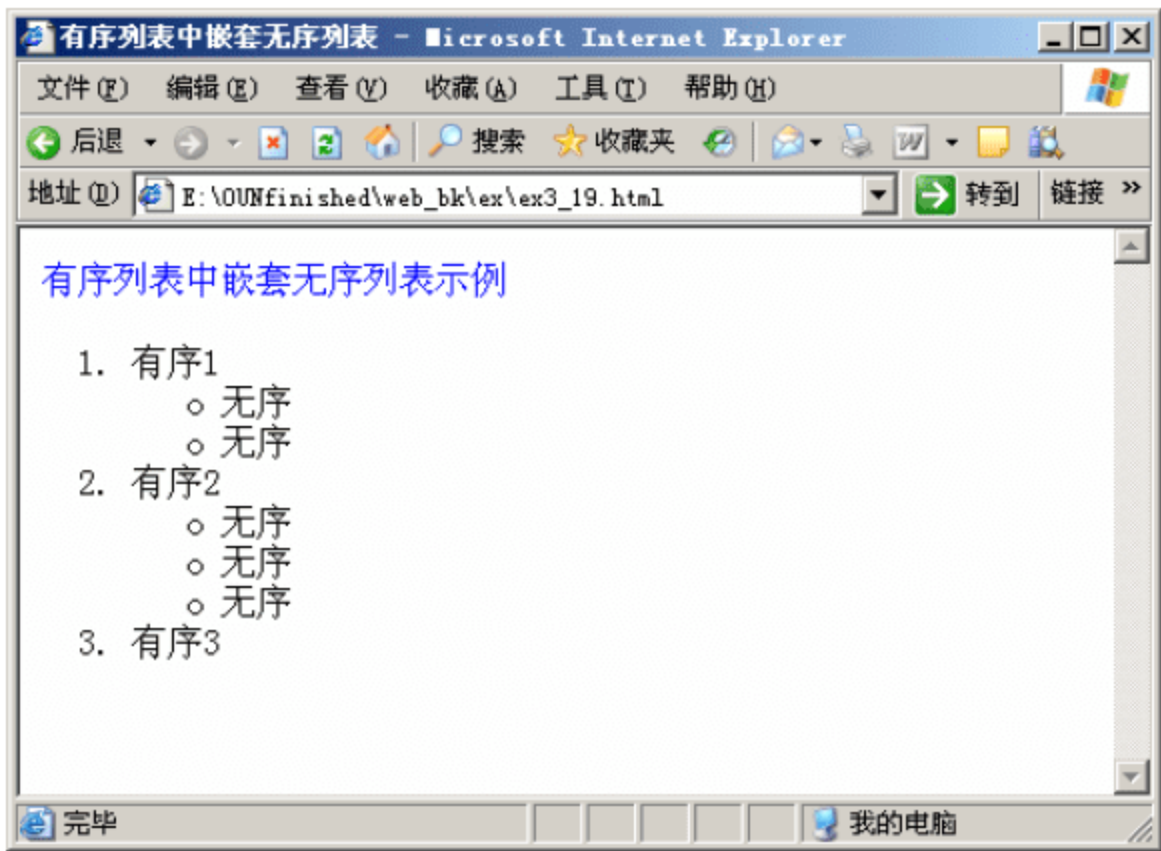 有序列表中嵌套无序列表 - Microsoft Internet Explorer
文件(F) 编辑(E) 查看(V) 收藏(A) 工具(T) 帮助(H)
后退 搜索 收藏夹
地址(D) E:\OUNfinished\web_bk\ex\ex3_19.html 转到 链接 »
有序列表中嵌套无序列表示例
1. 有序1
o 无序
o 无序
2. 有序2
o 无序
o 无序
o 无序
3. 有序3
完毕 我的电脑